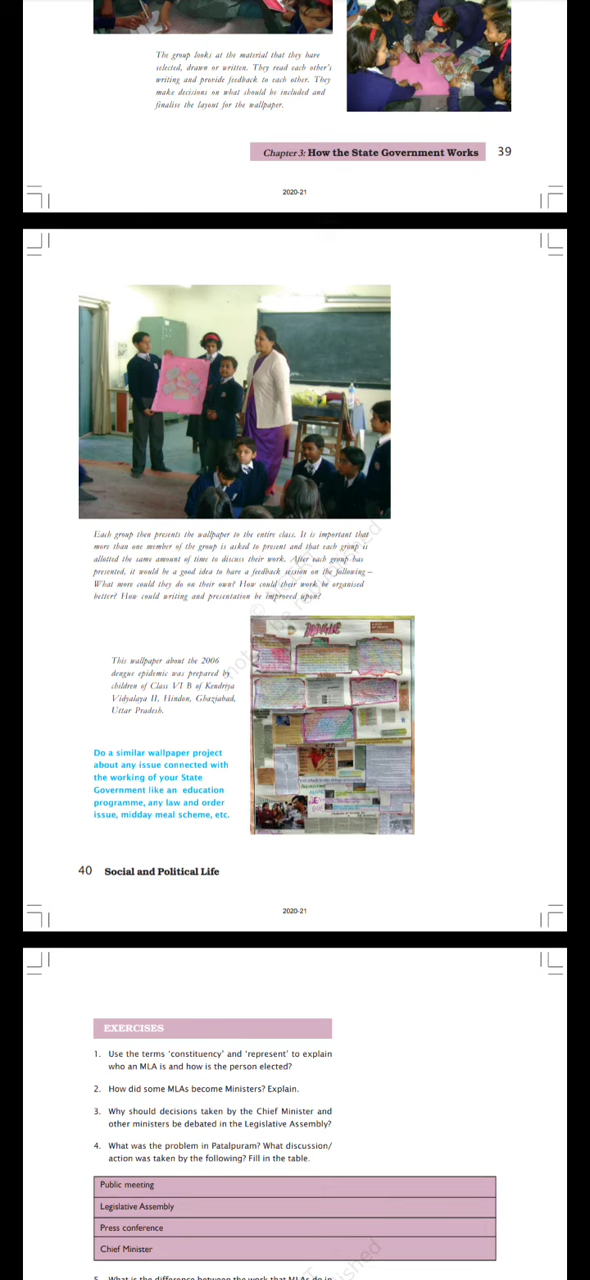 The group looks at the material that they have
selected, drawn or written. They read each other's
writing and provide feedback to each other. They
make decisions on what should be included and
finalise the layout for the wallpaper.
Chapter 3: How the State Government Works 39
2020-21
Each group then presents the wallpaper to the entire class. It is important that
more than one member of the group is asked to present and that each group is
allotted the same amount of time to discuss their work. After each group has
presented, it would be a good idea to have a feedback session on the following –
What more could they do on their own? How could their work be organised
better? How could writing and presentation be improved upon?
DENGUE
This wallpaper about the 2006
dengue epidemic was prepared by
children of Class VI B of Kendriya
Vidyalaya II, Hindon, Ghaziabad,
Uttar Pradesh.
Do a similar wallpaper project
about any issue connected with
the working of your State
Government like an education
programme, any law and order
issue, midday meal scheme, etc.
40 Social and Political Life
2020-21
EXERCISES
1. Use the terms 'constituency' and 'represent' to explain
who an MLA is and how is the person elected?
2. How did some MLAs become Ministers? Explain.
3. Why should decisions taken by the Chief Minister and
other ministers be debated in the Legislative Assembly?
4. What was the problem in Patalpuram? What discussion/
action was taken by the following? Fill in the table.
Public meeting
Legislative Assembly
Press conference
Chief Minister
5. What is the difference between the work that MLAs do in